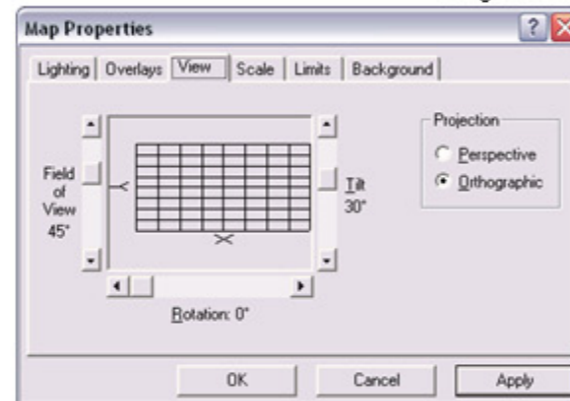 Map Properties
Lighting Overlays View Scale Limits Background
Projection
Perspective
Orthographic
Field
of
View
45°
Tilt
30°
Rotation: 0°
OK Cancel Apply